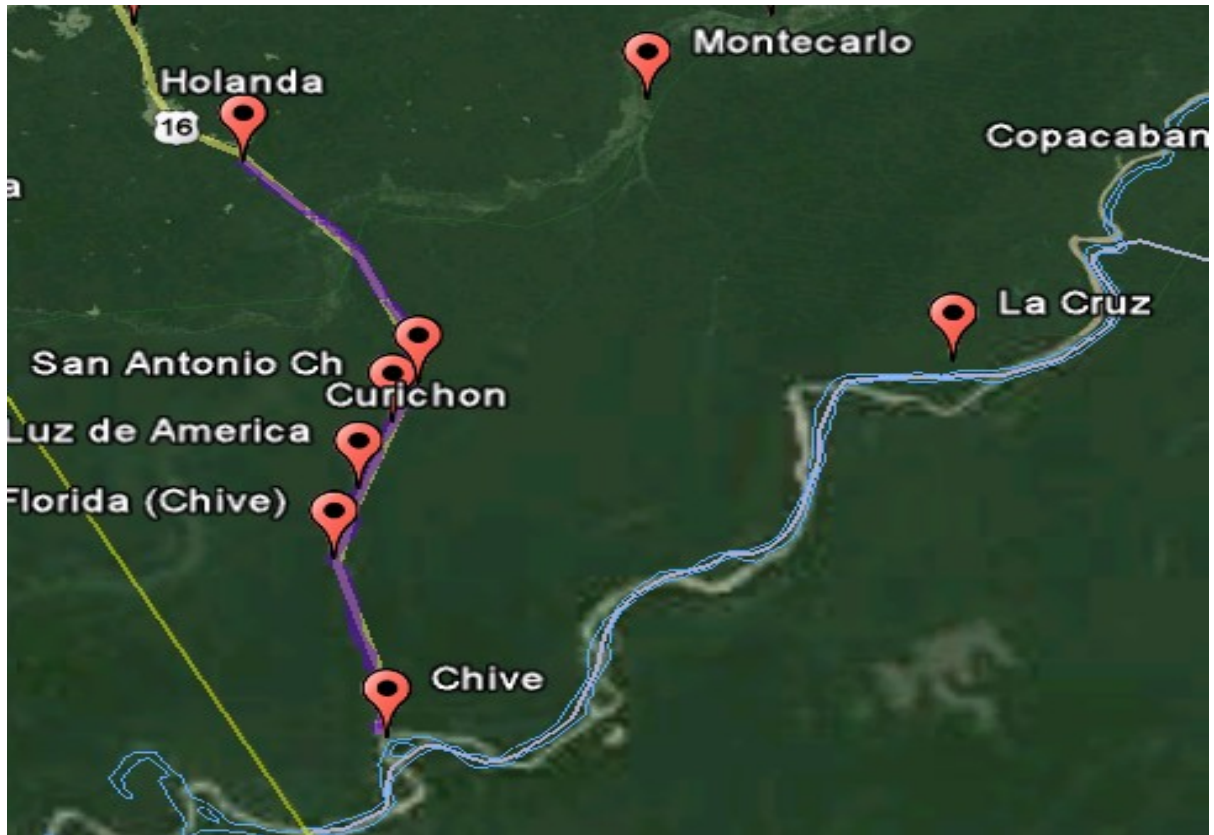 Montecarlo
Holanda
16
Copacaban
a
La Cruz
San Antonio Ch
Curichon
Luz de America
Florida (Chive)
Chive